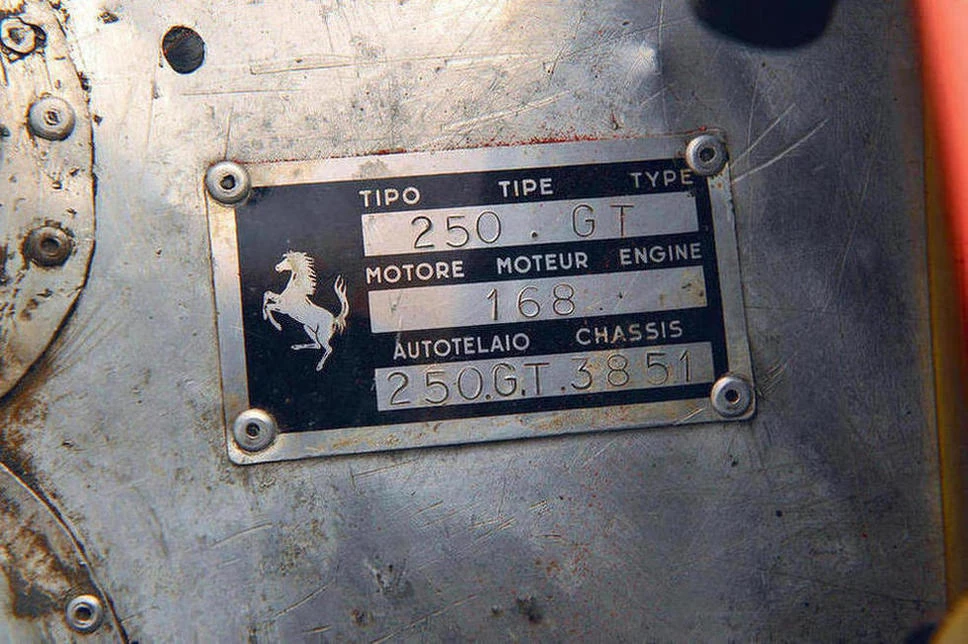 TIPO TIPE TYPE
250 . GT
MOTORE MOTEUR ENGINE
168
AUTOTELAIO CHASSIS
250.G.T.3851